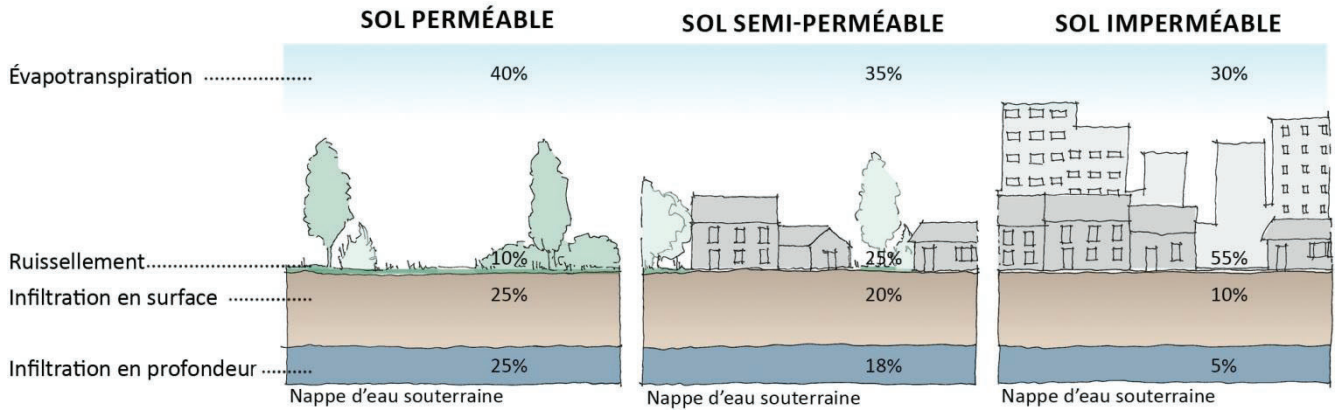 SOL PERMÉABLE SOL SEMI-PERMÉABLE SOL IMPERMÉABLE
Évapotranspiration 40% 35% 30%
Ruissellement 10% 25% 55%
Infiltration en surface 25% 20% 10%
Infiltration en profondeur 25% 18% 5%
Nappe d'eau souterraine Nappe d'eau souterraine Nappe d'eau souterraine